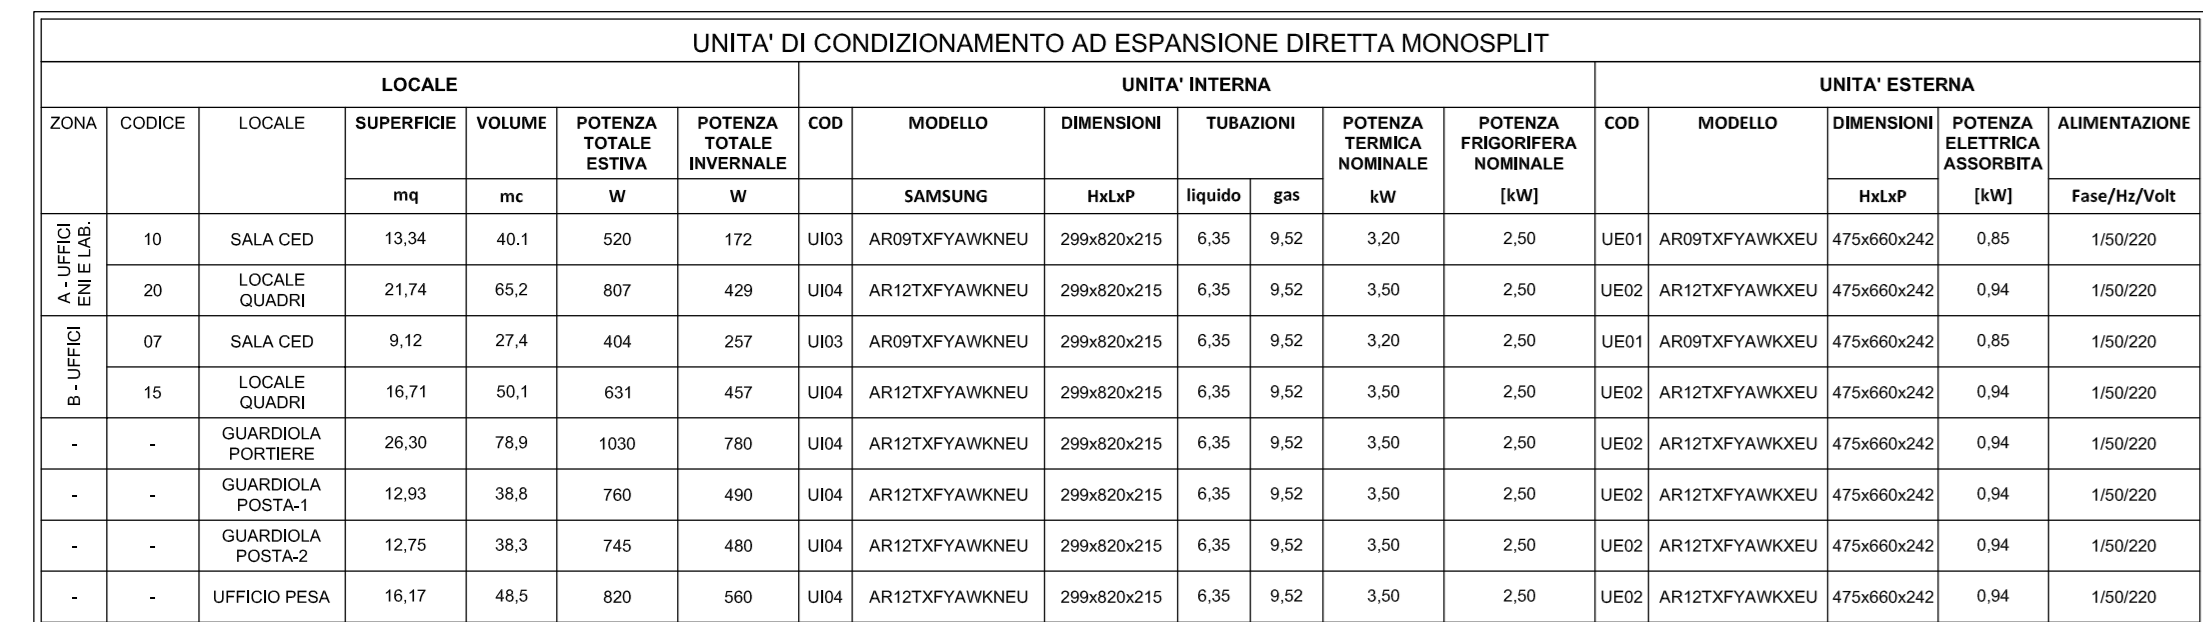 UNITA' DI CONDIZIONAMENTO AD ESPANSIONE DIRETTA MONOSPLIT
LOCALE UNITA' INTERNA UNITA' ESTERNA
ZONA CODICE LOCALE SUPERFICIE VOLUME POTENZA TOTALE ESTIVA POTENZA TOTALE INVERNALE COD MODELLO DIMENSIONI TUBAZIONI POTENZA TERMICA NOMINALE POTENZA FRIGORIFERA NOMINALE COD MODELLO DIMENSIONI POTENZA ELETTRICA ASSORBITA ALIMENTAZIONE
mq mc W W SAMSUNG HxLxP liquido gas kW [kW] HxLxP [kW] Fase/Hz/Volt
A - UFFICI ENI E LAB.
10 SALA CED 13,34 40.1 520 172 UI03 AR09TXFYAWKNEU 299x820x215 6,35 9,52 3,20 2,50 UE01 AR09TXFYAWKXEU 475x660x242 0,85 1/50/220
20 LOCALE QUADRI 21,74 65,2 807 429 UI04 AR12TXFYAWKNEU 299x820x215 6,35 9,52 3,50 2,50 UE02 AR12TXFYAWKXEU 475x660x242 0,94 1/50/220
B - UFFICI
07 SALA CED 9,12 27,4 404 257 UI03 AR09TXFYAWKNEU 299x820x215 6,35 9,52 3,20 2,50 UE01 AR09TXFYAWKXEU 475x660x242 0,85 1/50/220
15 LOCALE QUADRI 16,71 50,1 631 457 UI04 AR12TXFYAWKNEU 299x820x215 6,35 9,52 3,50 2,50 UE02 AR12TXFYAWKXEU 475x660x242 0,94 1/50/220
- - GUARDIOLA PORTIERE 26,30 78,9 1030 780 UI04 AR12TXFYAWKNEU 299x820x215 6,35 9,52 3,50 2,50 UE02 AR12TXFYAWKXEU 475x660x242 0,94 1/50/220
- - GUARDIOLA POSTA-1 12,93 38,8 760 490 UI04 AR12TXFYAWKNEU 299x820x215 6,35 9,52 3,50 2,50 UE02 AR12TXFYAWKXEU 475x660x242 0,94 1/50/220
- - GUARDIOLA POSTA-2 12,75 38,3 745 480 UI04 AR12TXFYAWKNEU 299x820x215 6,35 9,52 3,50 2,50 UE02 AR12TXFYAWKXEU 475x660x242 0,94 1/50/220
- - UFFICIO PESA 16,17 48,5 820 560 UI04 AR12TXFYAWKNEU 299x820x215 6,35 9,52 3,50 2,50 UE02 AR12TXFYAWKXEU 475x660x242 0,94 1/50/220